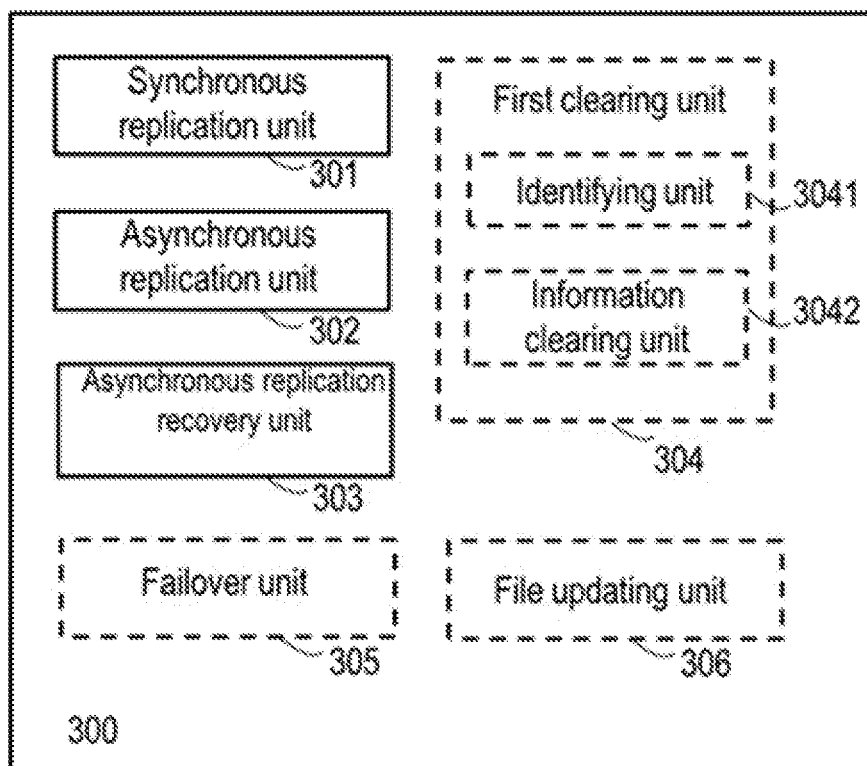 Synchronous
replication unit
301
Asynchronous
replication unit
302
Asynchronous replication
recovery unit
303
First clearing unit
Identifying unit
3041
Information
clearing unit
3042
304
Failover unit
305
File updating unit
306
300